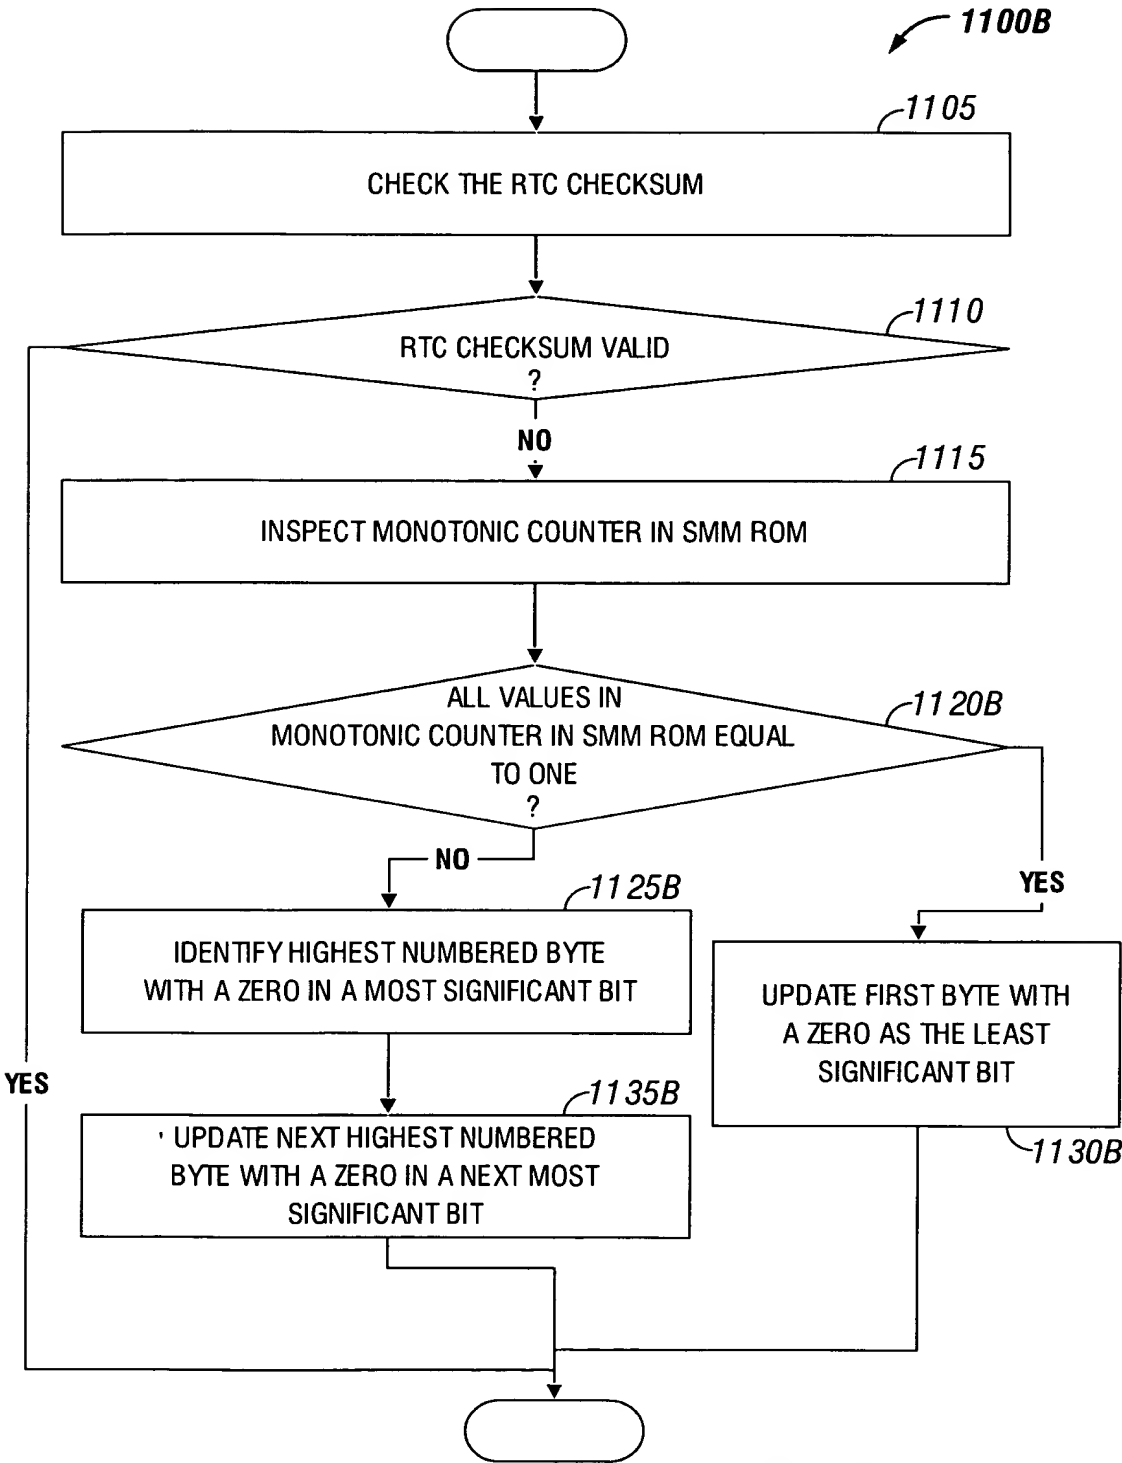 1100B
1105
CHECK THE RTC CHECKSUM
1110
RTC CHECKSUM VALID
?
NO
1115
INSPECT MONOTONIC COUNTER IN SMM ROM
ALL VALUES IN
1120B
MONOTONIC COUNTER IN SMM ROM EQUAL
TO ONE
?
NO
YES
1125B
IDENTIFY HIGHEST NUMBERED BYTE
WITH A ZERO IN A MOST SIGNIFICANT BIT
UPDATE FIRST BYTE WITH
A ZERO AS THE LEAST
SIGNIFICANT BIT
1130B
YES
1135B
UPDATE NEXT HIGHEST NUMBERED
BYTE WITH A ZERO IN A NEXT MOST
SIGNIFICANT BIT